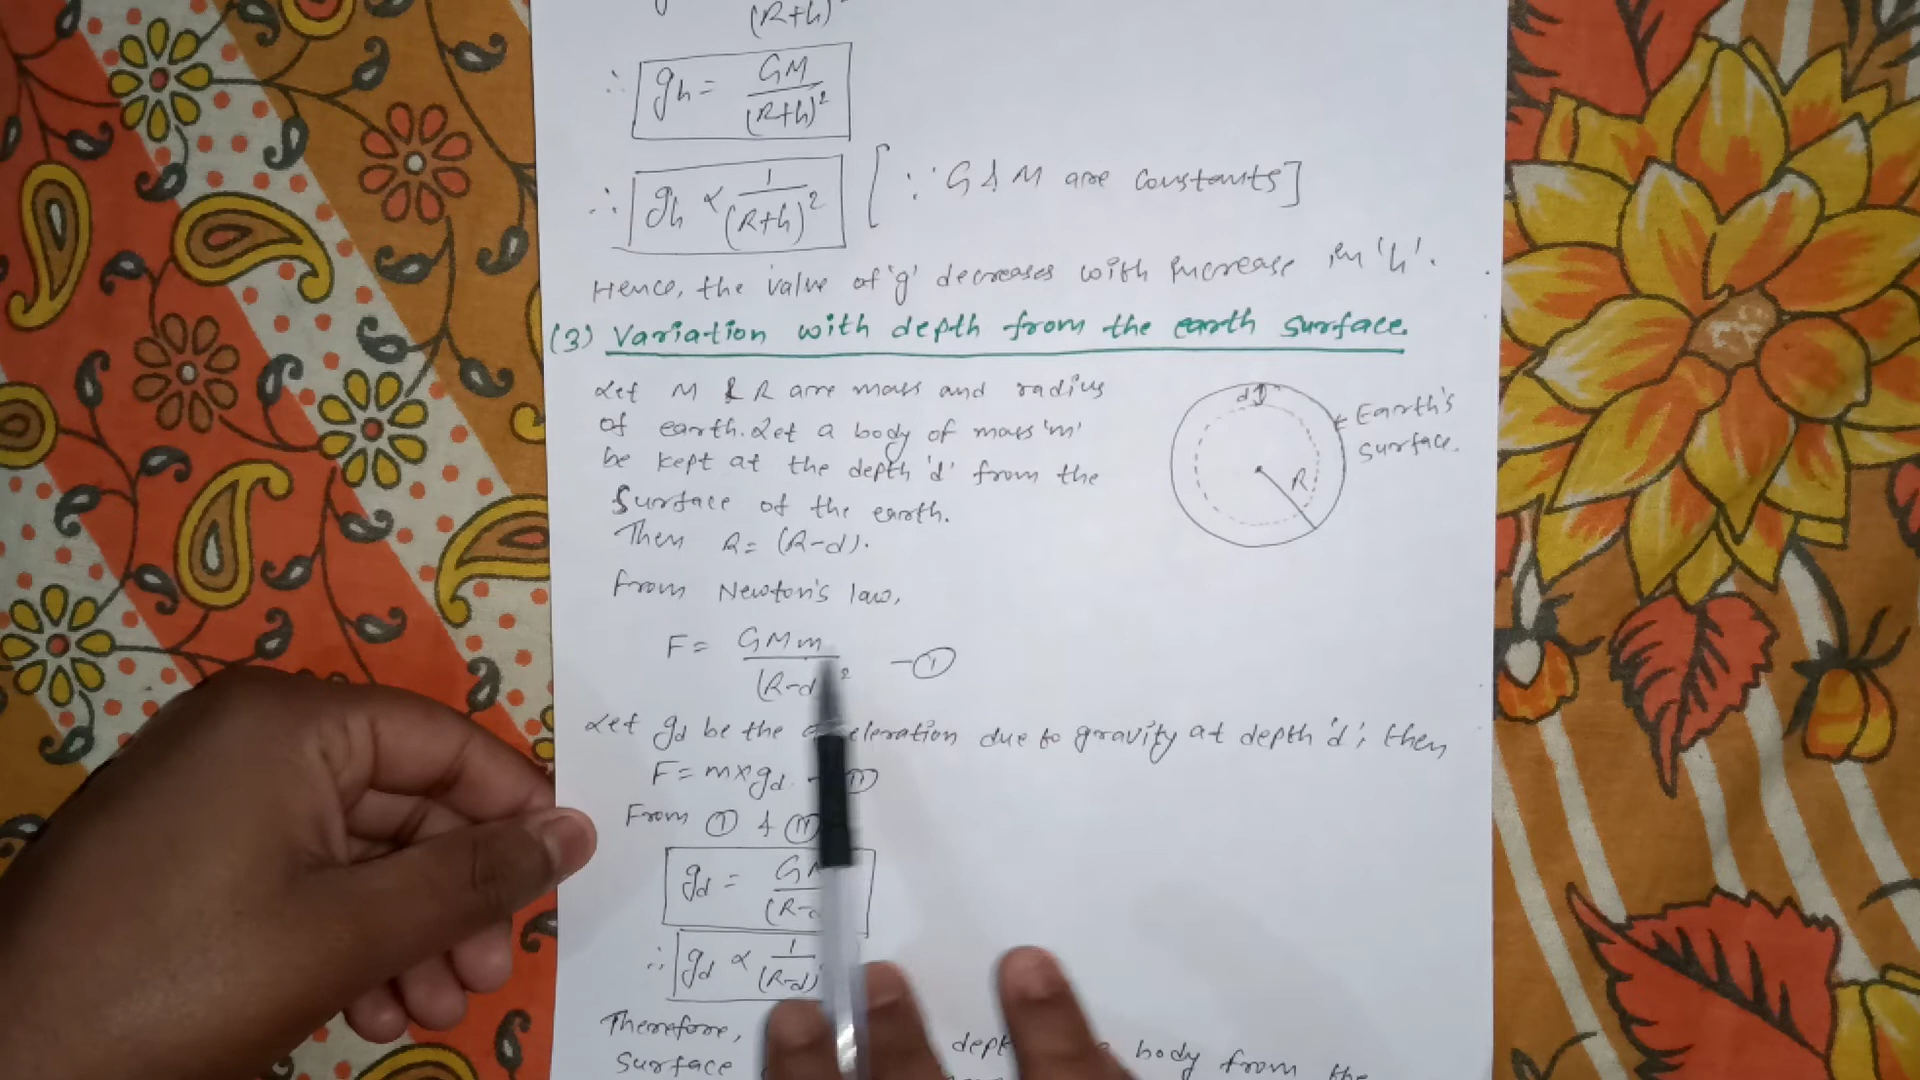 (R+h)
∴ gh = GM/(R+h)²
∴ gh ∝ 1/(R+h)² [∵ G & M are constants]
Hence, the value of 'g' decreases with increase in 'h'.
(3) Variation with depth from the earth surface.
Let M & R are mass and radius
of earth. Let a body of mass 'm'
be kept at the depth 'd' from the
surface of the earth.
Then R = (R-d).
d
R
Earth's
surface.
From Newton's law,
F = GMm/(R-d)² - (I)
Let gd be the acceleration due to gravity at depth 'd'; then
F = m×gd. - (II)
From (I) & (II)
gd = GM/(R-d
∴ gd ∝ 1/(R-d)
Therefore, body from the
surface